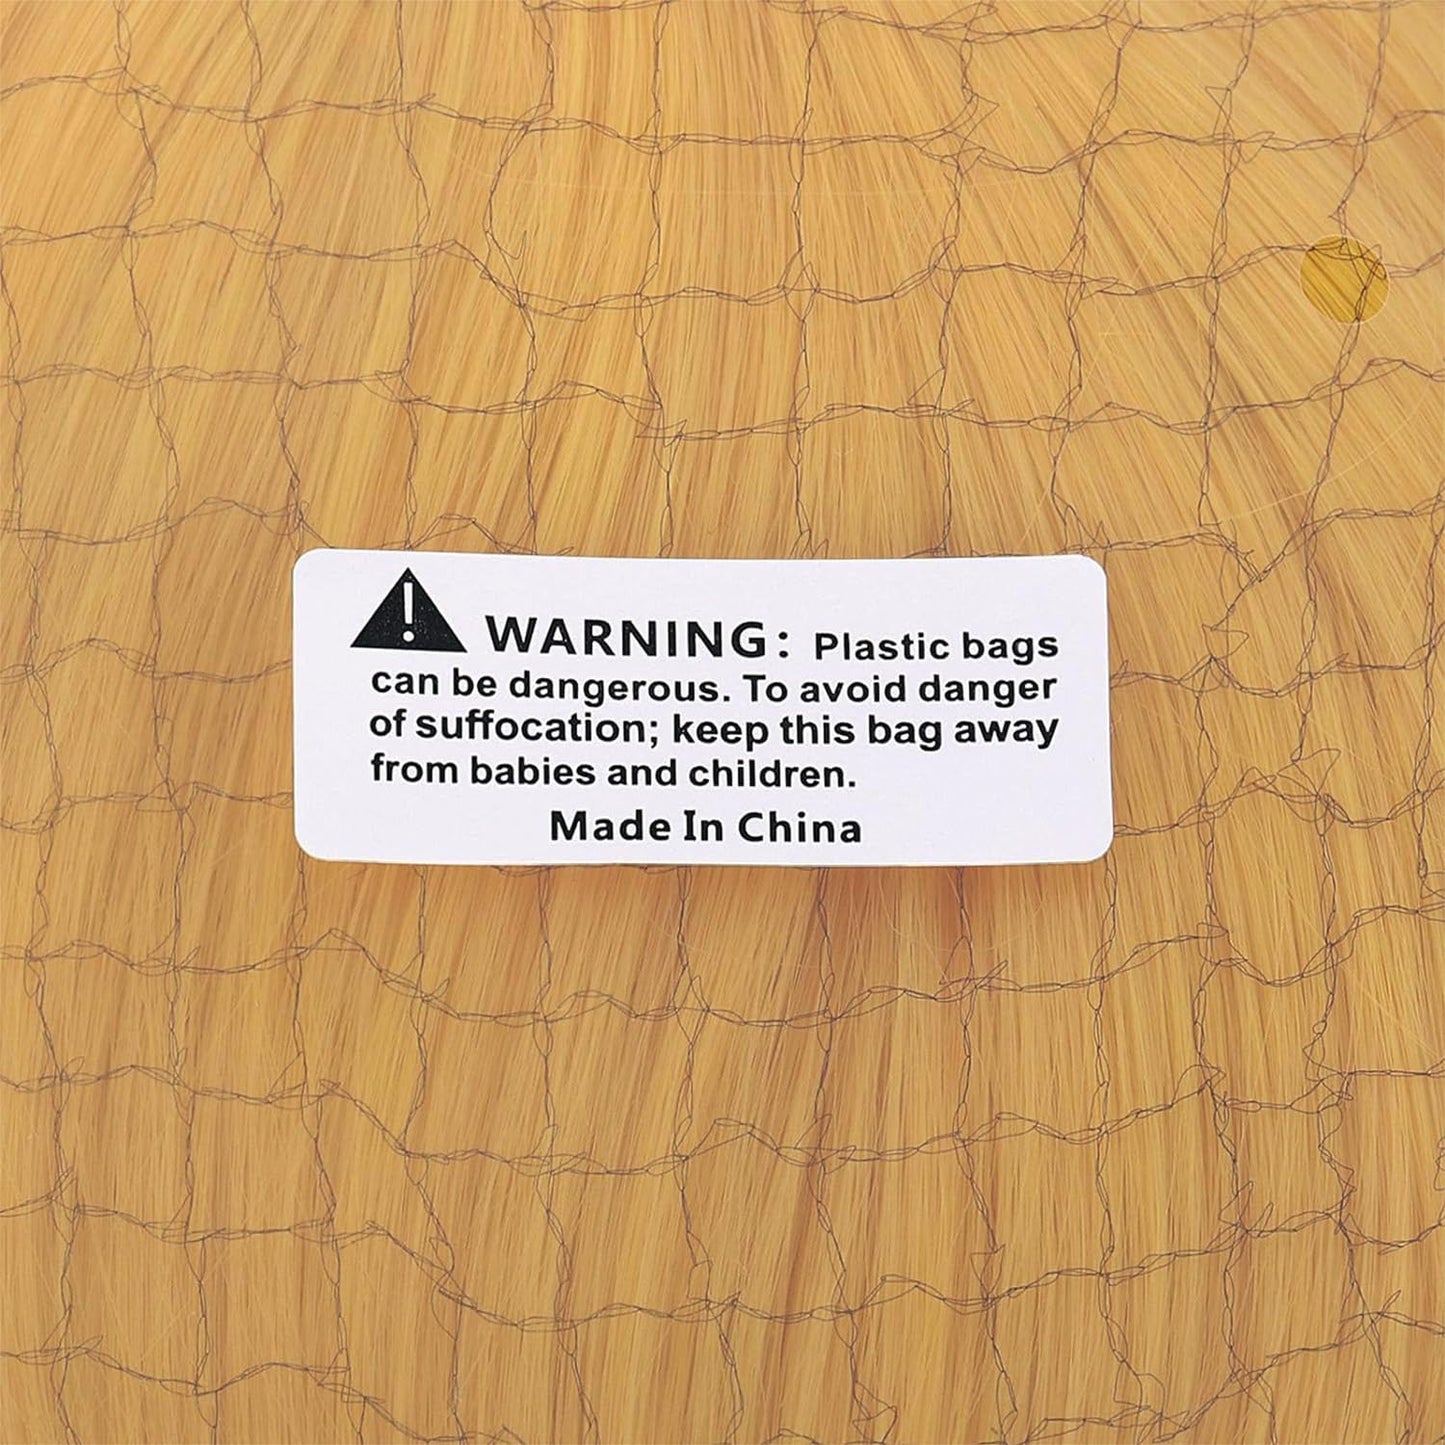 WARNING: Plastic bags
can be dangerous. To avoid danger
of suffocation; keep this bag away
from babies and children.
Made In China